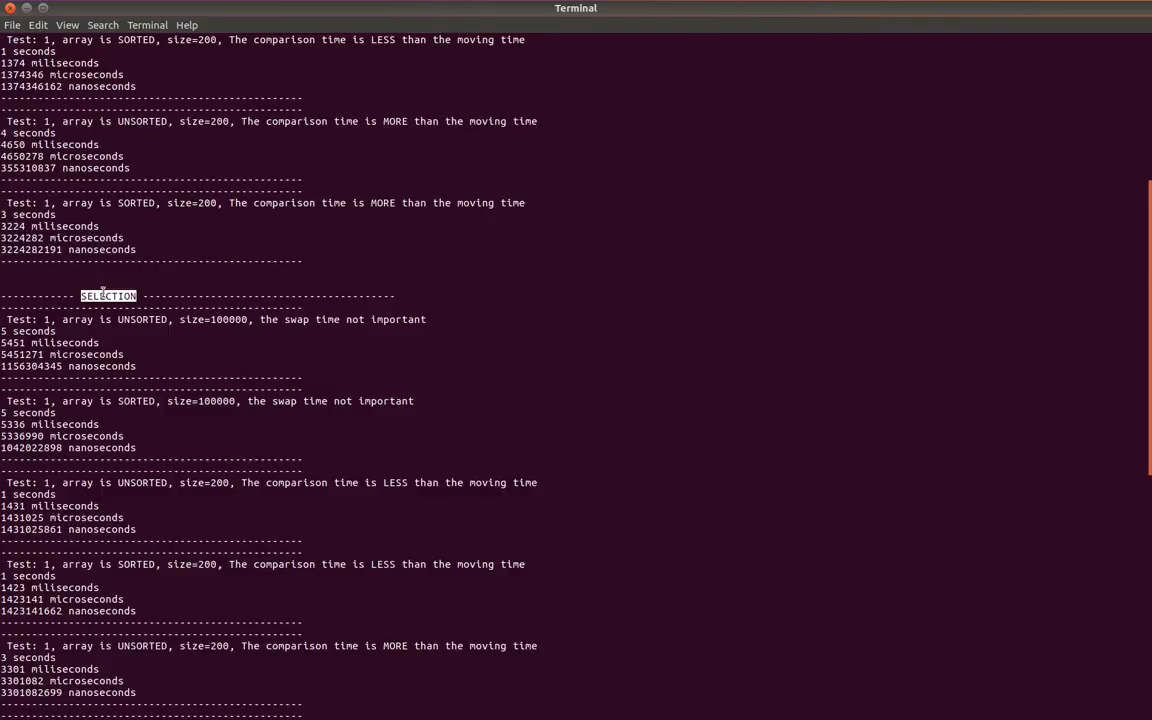 Terminal
File Edit View Search Terminal Help
Test: 1, array is SORTED, size=200, The comparison time is LESS than the moving time
1 seconds
1374 miliseconds
1374346 microseconds
1374346162 nanoseconds
-------------------------------------------------
-------------------------------------------------
Test: 1, array is UNSORTED, size=200, The comparison time is MORE than the moving time
4 seconds
4650 miliseconds
4650278 microseconds
355310837 nanoseconds
-------------------------------------------------
-------------------------------------------------
Test: 1, array is SORTED, size=200, The comparison time is MORE than the moving time
3 seconds
3224 miliseconds
3224282 microseconds
3224282191 nanoseconds
-------------------------------------------------
------------ SELECTION -----------------------------------------
-------------------------------------------------
Test: 1, array is UNSORTED, size=100000, the swap time not important
5 seconds
5451 miliseconds
5451271 microseconds
1156304345 nanoseconds
-------------------------------------------------
-------------------------------------------------
Test: 1, array is SORTED, size=100000, the swap time not important
5 seconds
5336 miliseconds
5336990 microseconds
1042022898 nanoseconds
-------------------------------------------------
-------------------------------------------------
Test: 1, array is UNSORTED, size=200, The comparison time is LESS than the moving time
1 seconds
1431 miliseconds
1431025 microseconds
1431025861 nanoseconds
-------------------------------------------------
-------------------------------------------------
Test: 1, array is SORTED, size=200, The comparison time is LESS than the moving time
1 seconds
1423 miliseconds
1423141 microseconds
1423141662 nanoseconds
-------------------------------------------------
-------------------------------------------------
Test: 1, array is UNSORTED, size=200, The comparison time is MORE than the moving time
3 seconds
3301 miliseconds
3301082 microseconds
3301082699 nanoseconds
-------------------------------------------------
-------------------------------------------------